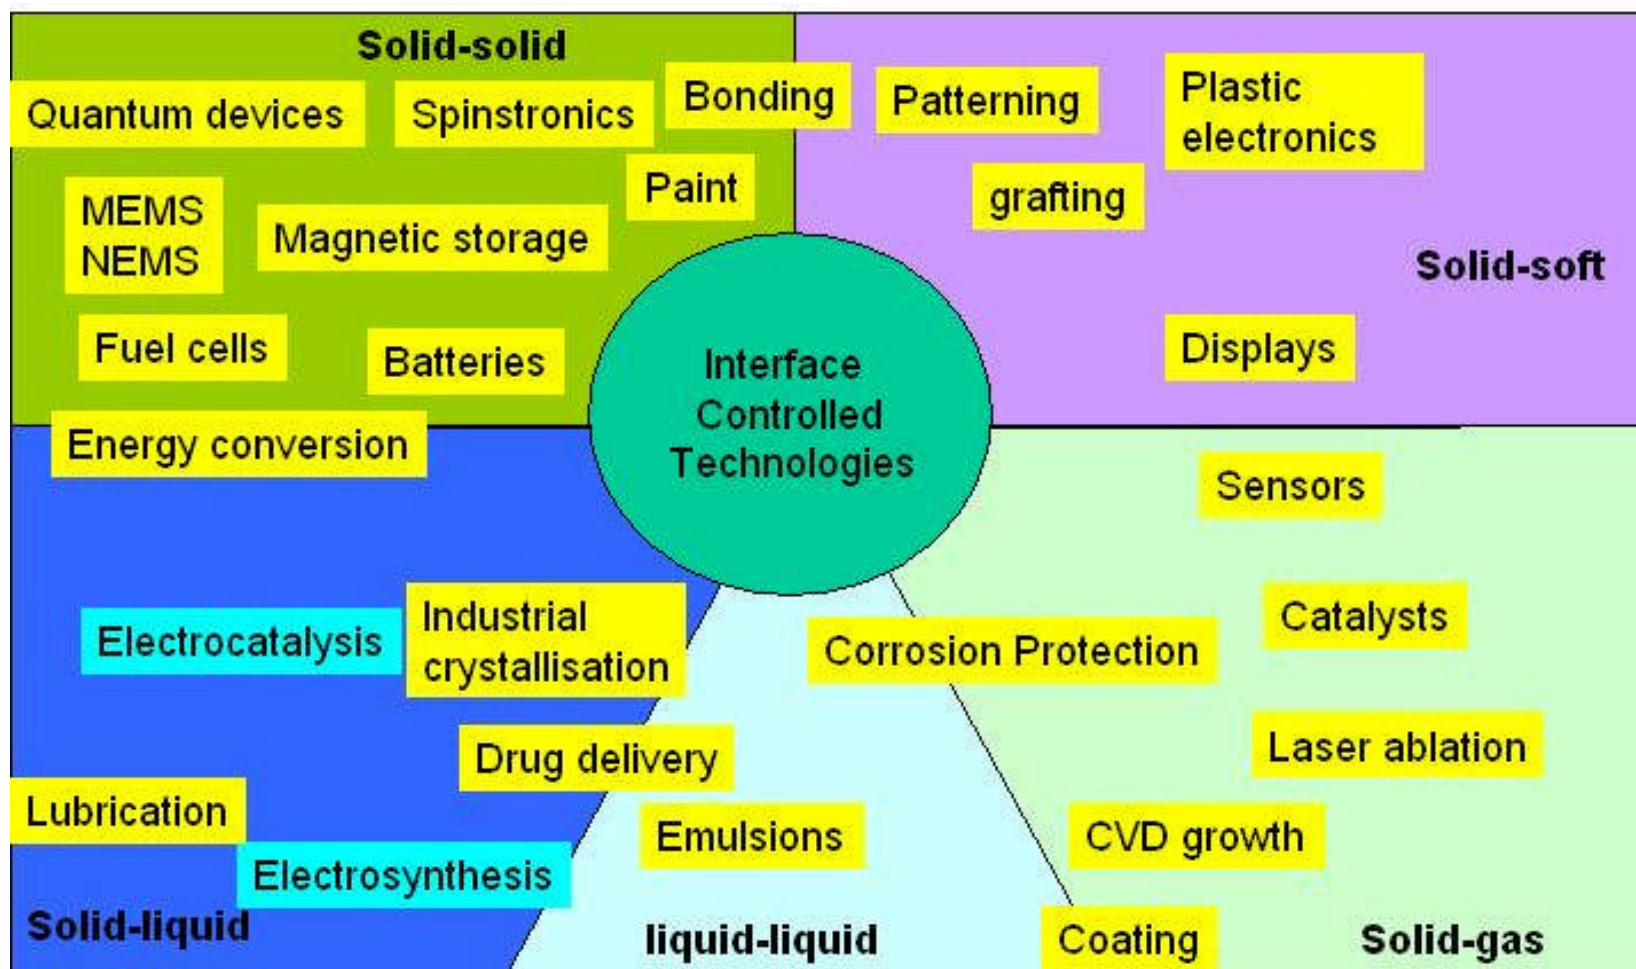 Solid-solid
Quantum devices
Spinstronics
Bonding
Paint
MEMS
NEMS
Magnetic storage
Fuel cells
Batteries
Energy conversion
Patterning
Plastic
electronics
grafting
Solid-soft
Displays
Interface
Controlled
Technologies
Sensors
Catalysts
Corrosion Protection
Laser ablation
CVD growth
Coating
Solid-gas
Electrocatalysis
Industrial
crystallisation
Drug delivery
Lubrication
Electrosynthesis
Solid-liquid
Emulsions
liquid-liquid